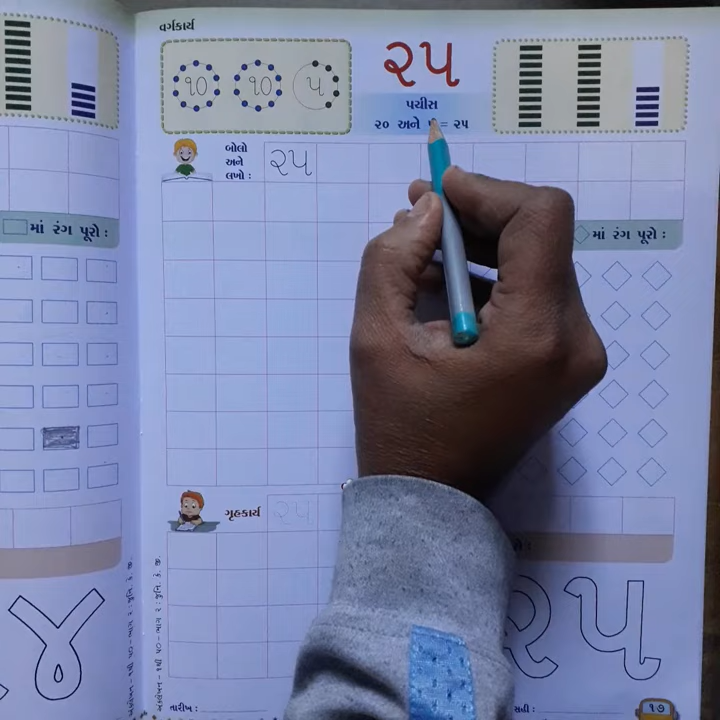 વર્ગકાર્ય
૧૦ ૧૦ ૫
૨૫
પચીસ
૨૦ અને = ૨૫
બોલો
અને
લખો :
૨૫
માં રંગ પૂરો :
માં રંગ પૂરો :
ગૃહકાર્ય
૨૫
૨૫
૪
તારીખ :
સહી :
૧૭